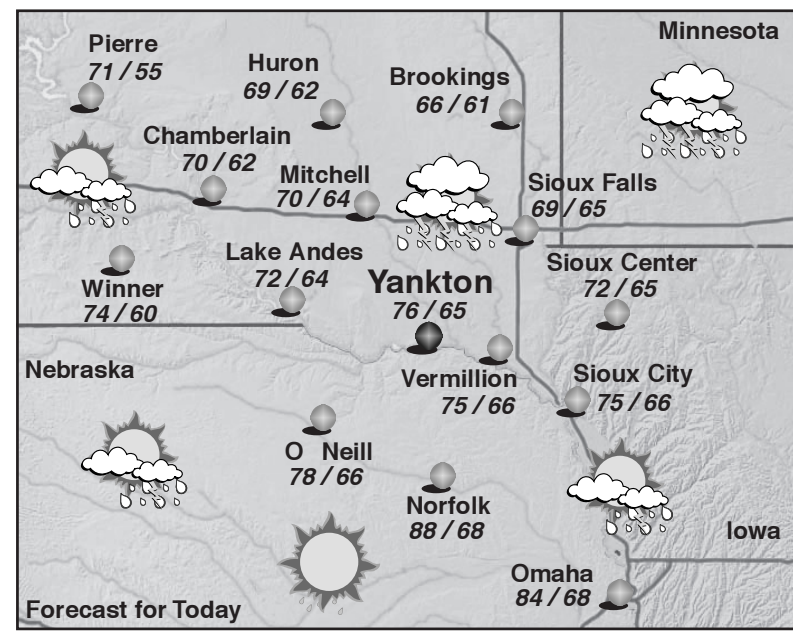 Minnesota
Pierre
71 / 55
Huron
69 / 62
Brookings
66 / 61
Chamberlain
70 / 62
Mitchell
70 / 64
Sioux Falls
69 / 65
Lake Andes
72 / 64
Winner
74 / 60
Yankton
76 / 65
Sioux Center
72 / 65
Nebraska
Vermillion
75 / 66
Sioux City
75 / 66
O Neill
78 / 66
Norfolk
88 / 68
Iowa
Omaha
84 / 68
Forecast for Today